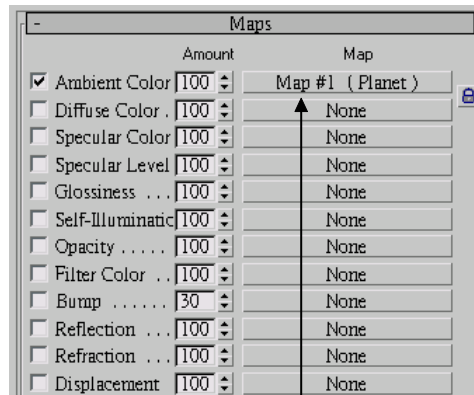 - Maps
Amount Map
Ambient Color 100 Map #1 ( Planet )
Diffuse Color . 100 None
Specular Color 100 None
Specular Level 100 None
Glossiness ... 100 None
Self-Illuminatic 100 None
Opacity ..... 100 None
Filter Color .. 100 None
Bump ...... 30 None
Reflection ... 100 None
Refraction ... 100 None
Displacement 100 None